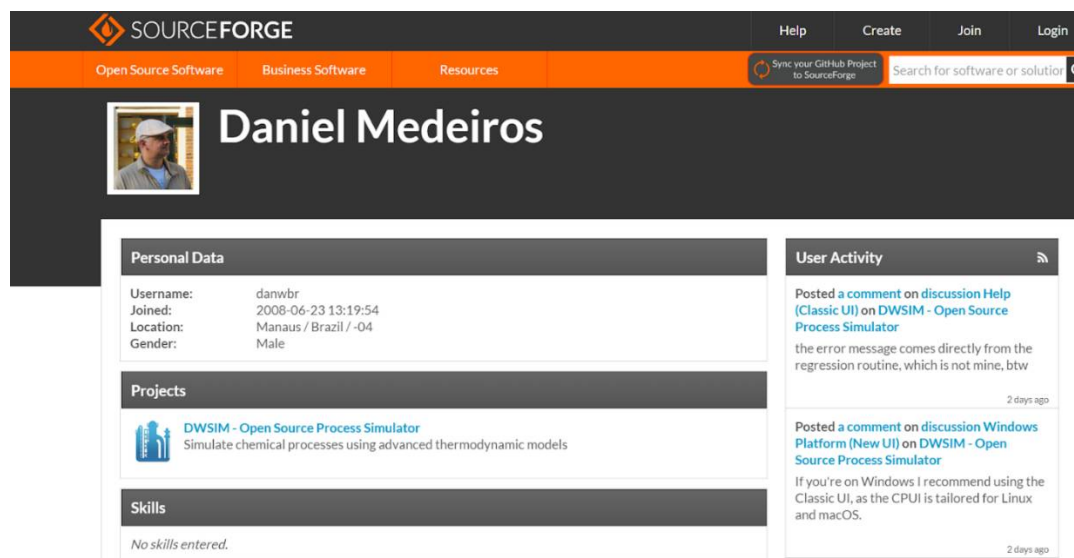 SOURCEFORGE
Help Create Join Login
Open Source Software Business Software Resources
Sync your GitHub Project
to SourceForge
Search for software or solution
Daniel Medeiros
Personal Data
Username: danwbr
Joined: 2008-06-23 13:19:54
Location: Manaus / Brazil / -04
Gender: Male
Projects
DWSIM - Open Source Process Simulator
Simulate chemical processes using advanced thermodynamic models
Skills
No skills entered.
User Activity
Posted a comment on discussion Help
(Classic UI) on DWSIM - Open Source
Process Simulator
the error message comes directly from the
regression routine, which is not mine, btw
2 days ago
Posted a comment on discussion Windows
Platform (New UI) on DWSIM - Open
Source Process Simulator
If you're on Windows I recommend using the
Classic UI, as the CPUI is tailored for Linux
and macOS.
2 days ago